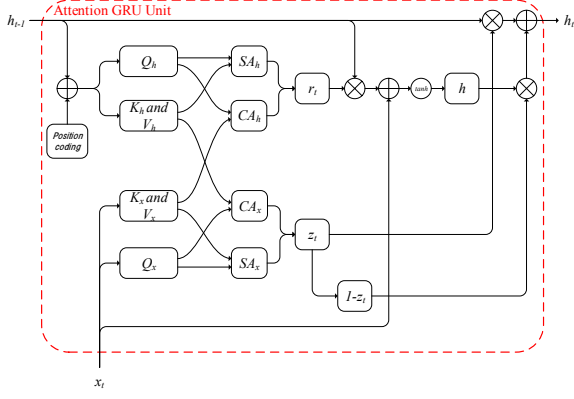 Attention GRU Unit
h_{t-1}
h_t
Q_h
SA_h
K_h and
V_h
CA_h
r_t
tanh
h
Position
coding
K_x and
V_x
CA_x
z_t
Q_x
SA_x
1-z_t
x_t